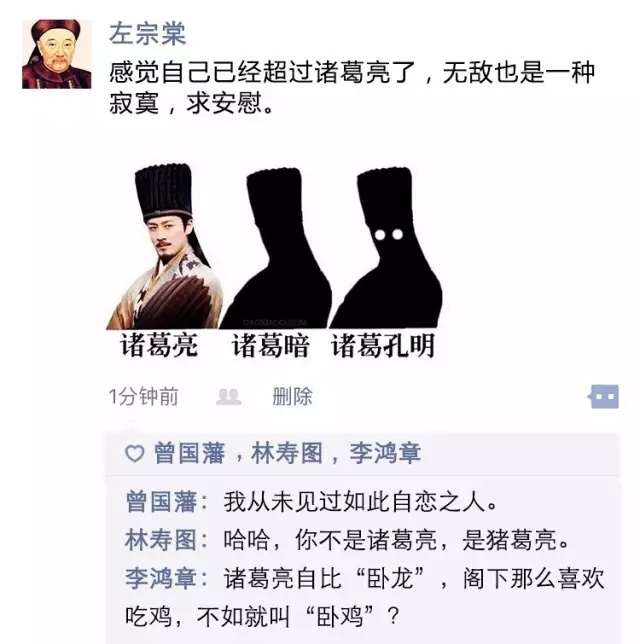 左宗棠
感觉自己已经超过诸葛亮了，无敌也是一种
寂寞，求安慰。
诸葛亮 诸葛暗 诸葛孔明
1分钟前 删除
曾国藩，林寿图，李鸿章
曾国藩：我从未见过如此自恋之人。
林寿图：哈哈，你不是诸葛亮，是猪葛亮。
李鸿章：诸葛亮自比“卧龙”，阁下那么喜欢
吃鸡，不如就叫“卧鸡”？